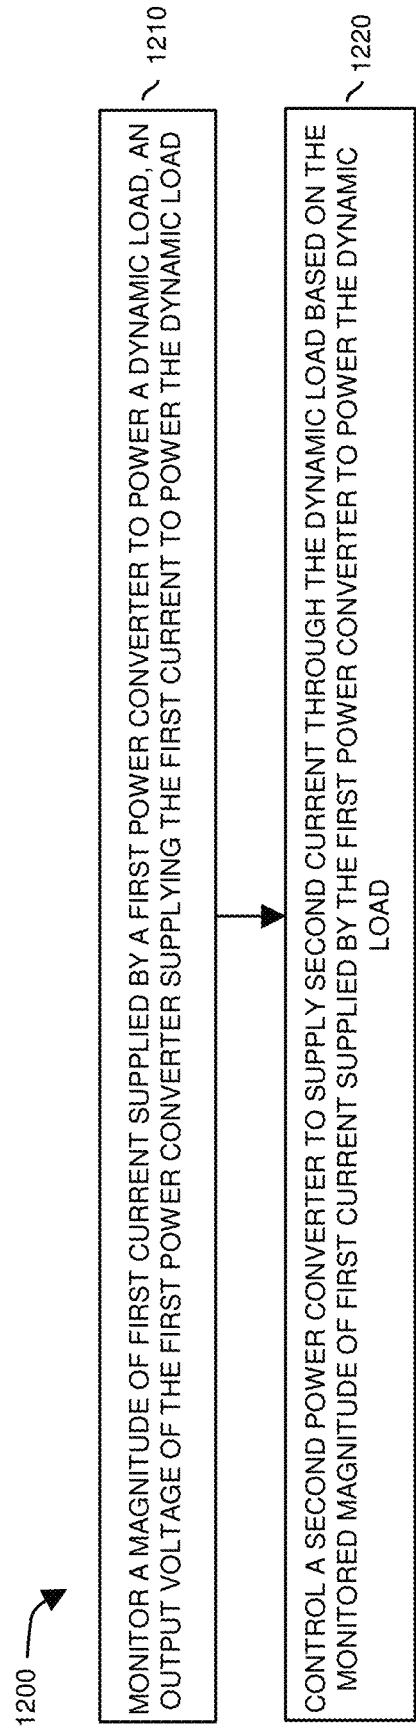 1200
MONITOR A MAGNITUDE OF FIRST CURRENT SUPPLIED BY A FIRST POWER CONVERTER TO POWER A DYNAMIC LOAD, AN
OUTPUT VOLTAGE OF THE FIRST POWER CONVERTER SUPPLYING THE FIRST CURRENT TO POWER THE DYNAMIC LOAD
1210
CONTROL A SECOND POWER CONVERTER TO SUPPLY SECOND CURRENT THROUGH THE DYNAMIC LOAD BASED ON THE
MONITORED MAGNITUDE OF FIRST CURRENT SUPPLIED BY THE FIRST POWER CONVERTER TO POWER THE DYNAMIC
LOAD
1220